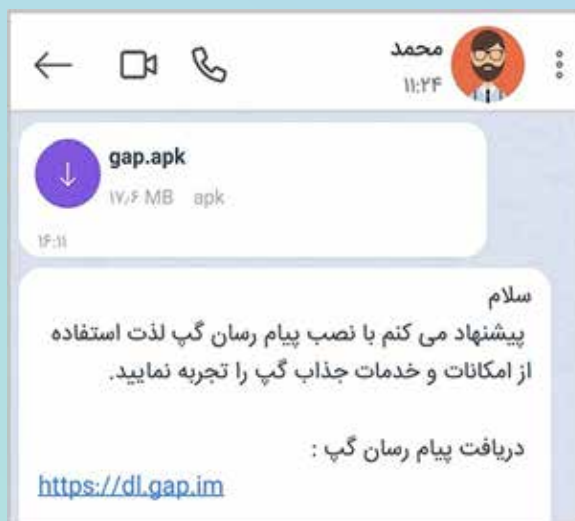 محمد
۱۱:۲۴
gap.apk
۱۷٫۶ MB apk
۱۶:۱۱
سلام
پیشنهاد می کنم با نصب پیام رسان گپ لذت استفاده
از امکانات و خدمات جذاب گپ را تجربه نمایید.
دریافت پیام رسان گپ :
https://dl.gap.im